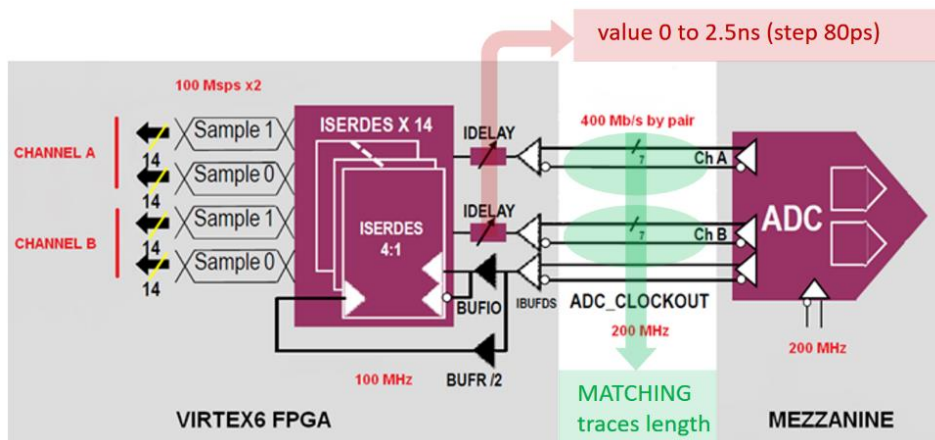 value 0 to 2.5ns (step 80ps)
100 Msps x2
ISERDES X 14
IDELAY
400 Mb/s by pair
CHANNEL A
Sample 1
14
7
Ch A
Sample 0
14
ADC
CHANNEL B
Sample 1
14
ISERDES
4:1
IDELAY
7
Ch B
Sample 0
14
BUFIO
IBUFDS
ADC_CLOCKOUT
200 MHz
200 MHz
100 MHz
BUFR /2
MATCHING
traces length
VIRTEX6 FPGA
MEZZANINE